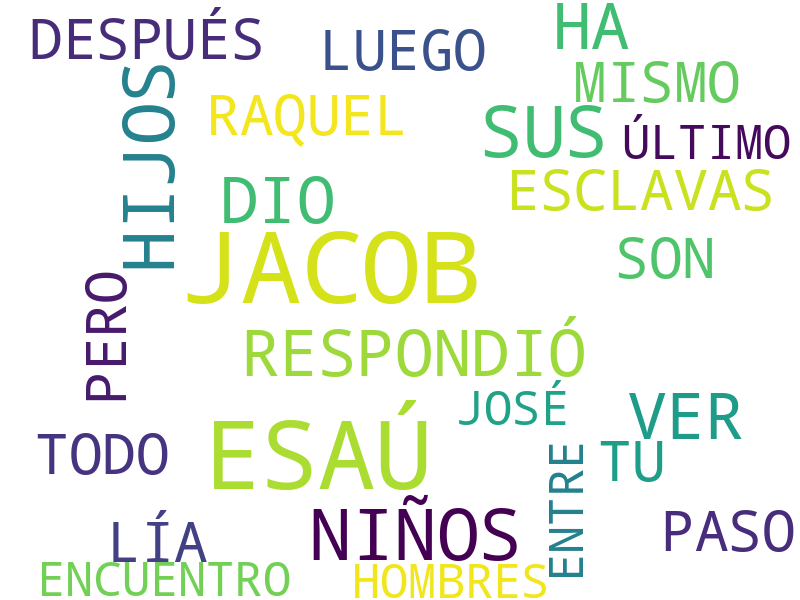 DESPUÉS
LUEGO
HA
MISMO
HIJOS
RAQUEL
SUS
ÚLTIMO
DIO
ESCLAVAS
JACOB
SON
PERO
RESPONDIÓ
JOSÉ
VER
ESAÚ
TODO
TÚ
ENTRE
LÍA
NIÑOS
PASO
ENCUENTRO
HOMBRES